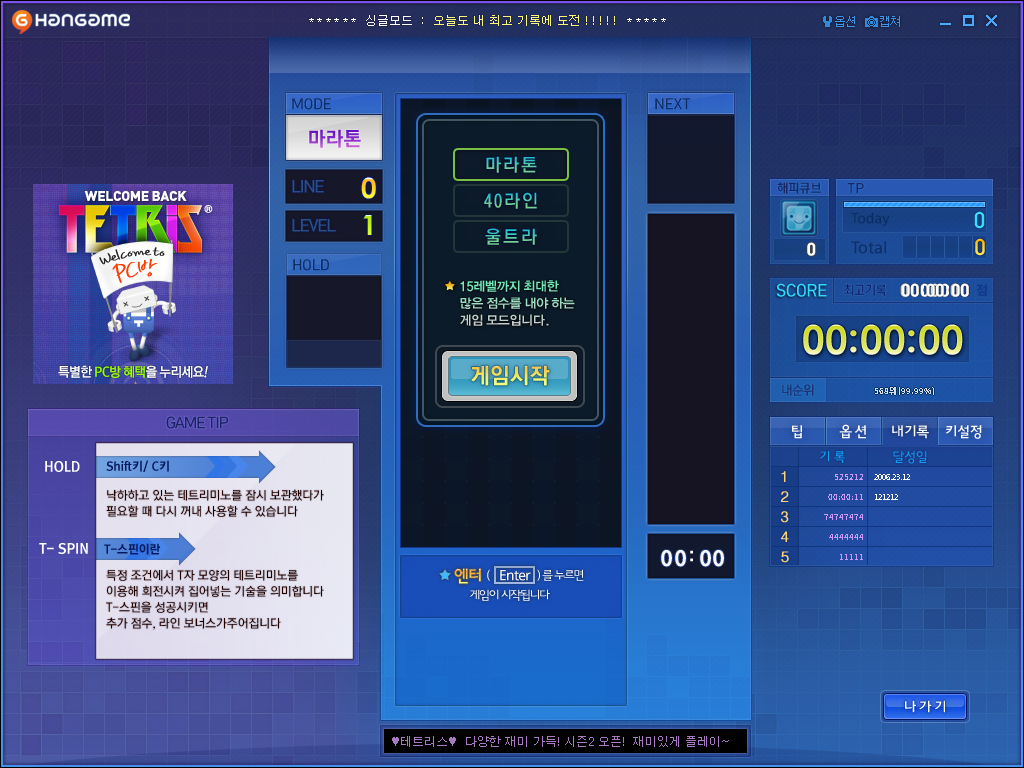 HANGAME
****** 싱글모드 : 오늘도 내 최고 기록에 도전!!!!! *****
옵션 캡쳐
MODE
마라톤
LINE 0
LEVEL 1
HOLD
WELCOME BACK
TETRIS®
Welcome to
PC방
특별한 PC방 혜택을 누리세요!
GAME TIP
HOLD
Shift키/ C키
낙하하고 있는 테트리미노를 잠시 보관했다가
필요할 때 다시 꺼내 사용할 수 있습니다
T- SPIN
T-스핀이란
특정 조건에서 T자 모양의 테트리미노를
이용해 회전시켜 집어넣는 기술을 의미합니다
T-스핀을 성공시키면
추가 점수, 라인 보너스가주어집니다
마라톤
40라인
울트라
★ 15레벨까지 최대한
많은 점수를 내야 하는
게임 모드입니다.
게임시작
★ 엔터 ( Enter ) 를 누르면
게임이 시작됩니다
♥테트리스♥ 다양한 재미 가득! 시즌2 오픈! 재미있게 플레이~
NEXT
00:00
해피큐브
0
TP
Today 0
Total 0
SCORE 최고기록 점
00:00:00
내순위 568위(99.99%)
팁 옵션 내기록 키설정
기록 달성일
1 525212 2006.23.12
2 00:00:11 121212
3 74747474
4 4444444
5 11111
나가기